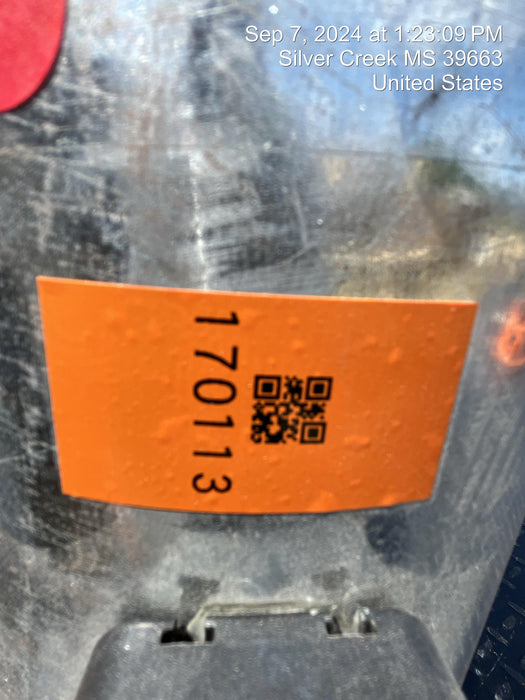 Sep 7, 2024 at 1:23:09 PM
Silver Creek MS 39663
United States
170113